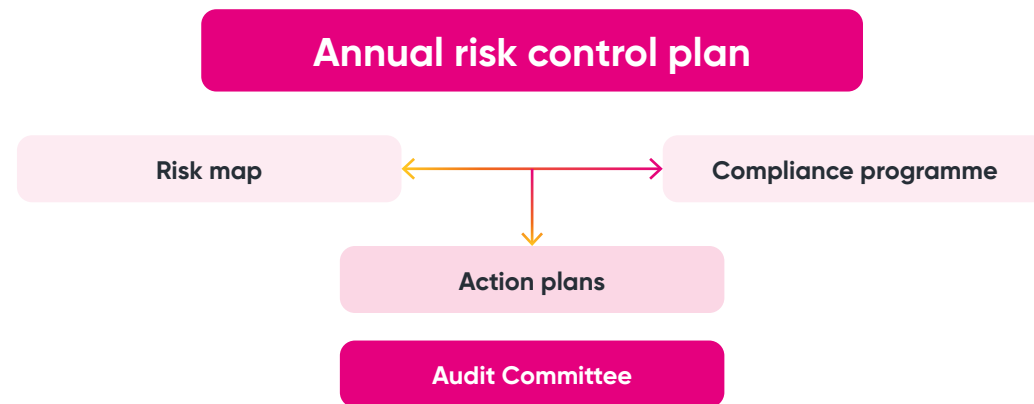 Annual risk control plan
Risk map
Compliance programme
Action plans
Audit Committee